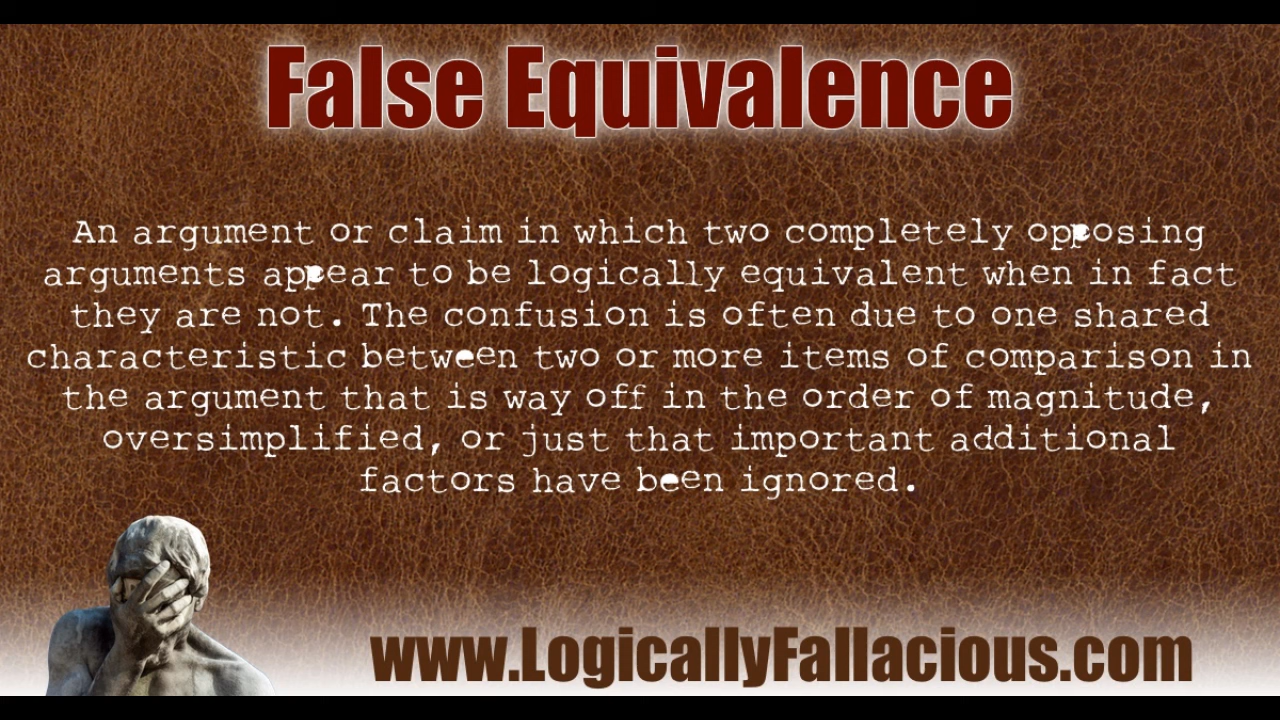 False Equivalence
An argument or claim in which two completely opposing
arguments appear to be logically equivalent when in fact
they are not. The confusion is often due to one shared
characteristic between two or more items of comparison in
the argument that is way off in the order of magnitude,
oversimplified, or just that important additional
factors have been ignored.
www.LogicallyFallacious.com